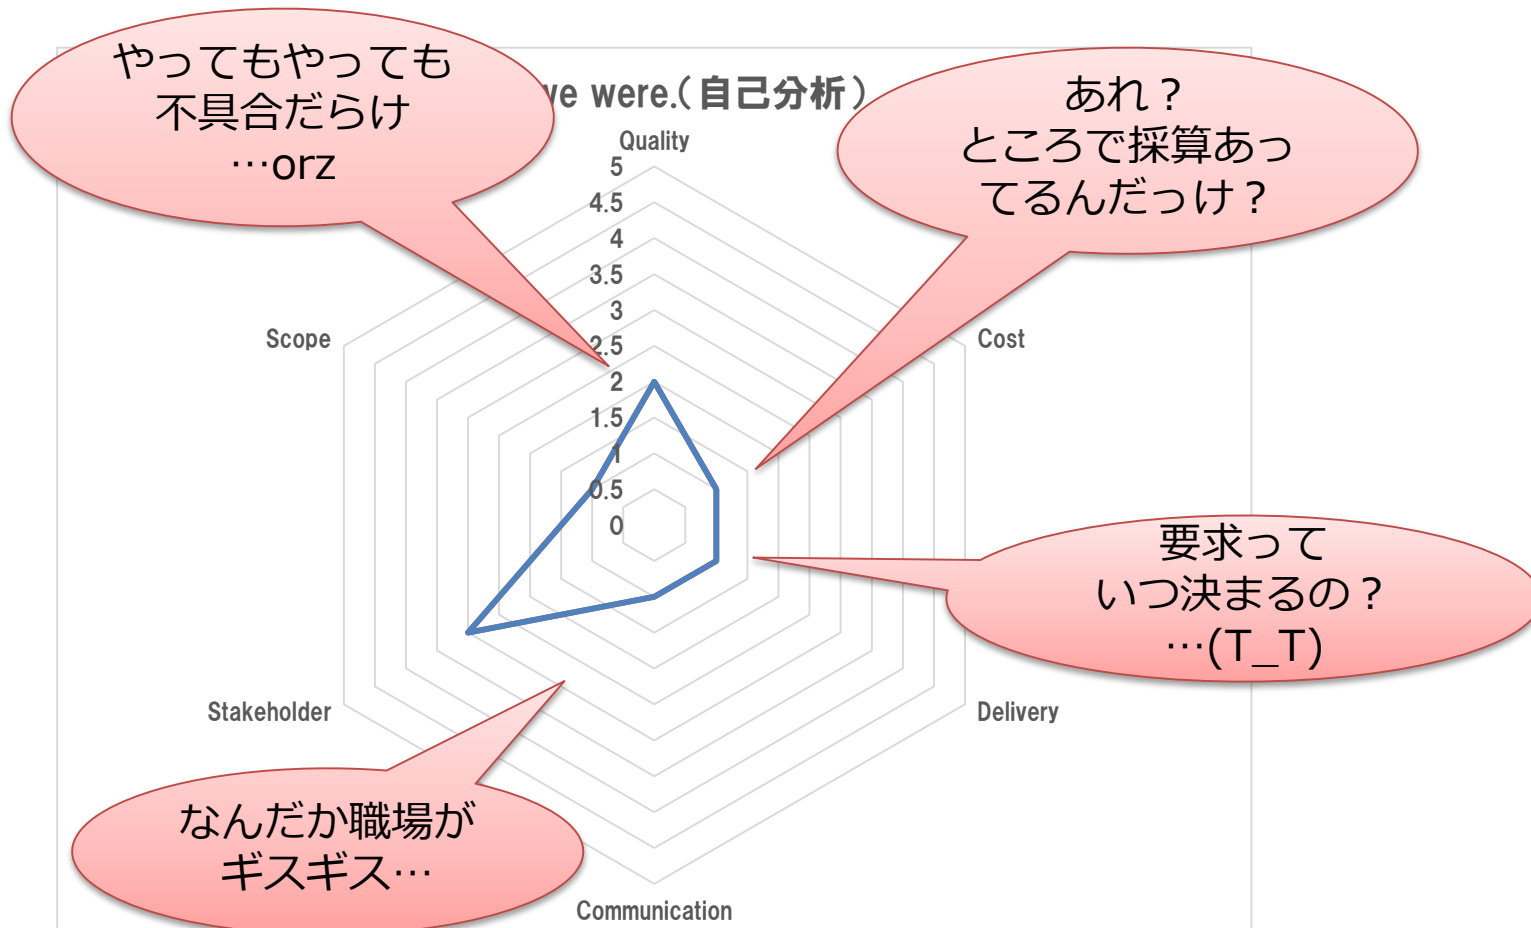 やってもやっても
不具合だらけ
…orz
we were.(自己分析)
あれ？
ところで採算あっ
てるんだっけ？
Quality
5
4.5
4
3.5
3
2.5
2
1.5
1
0.5
0
Scope
Cost
要求って
いつ決まるの？
…(T_T)
Stakeholder
Delivery
なんだか職場が
ギスギス…
Communication